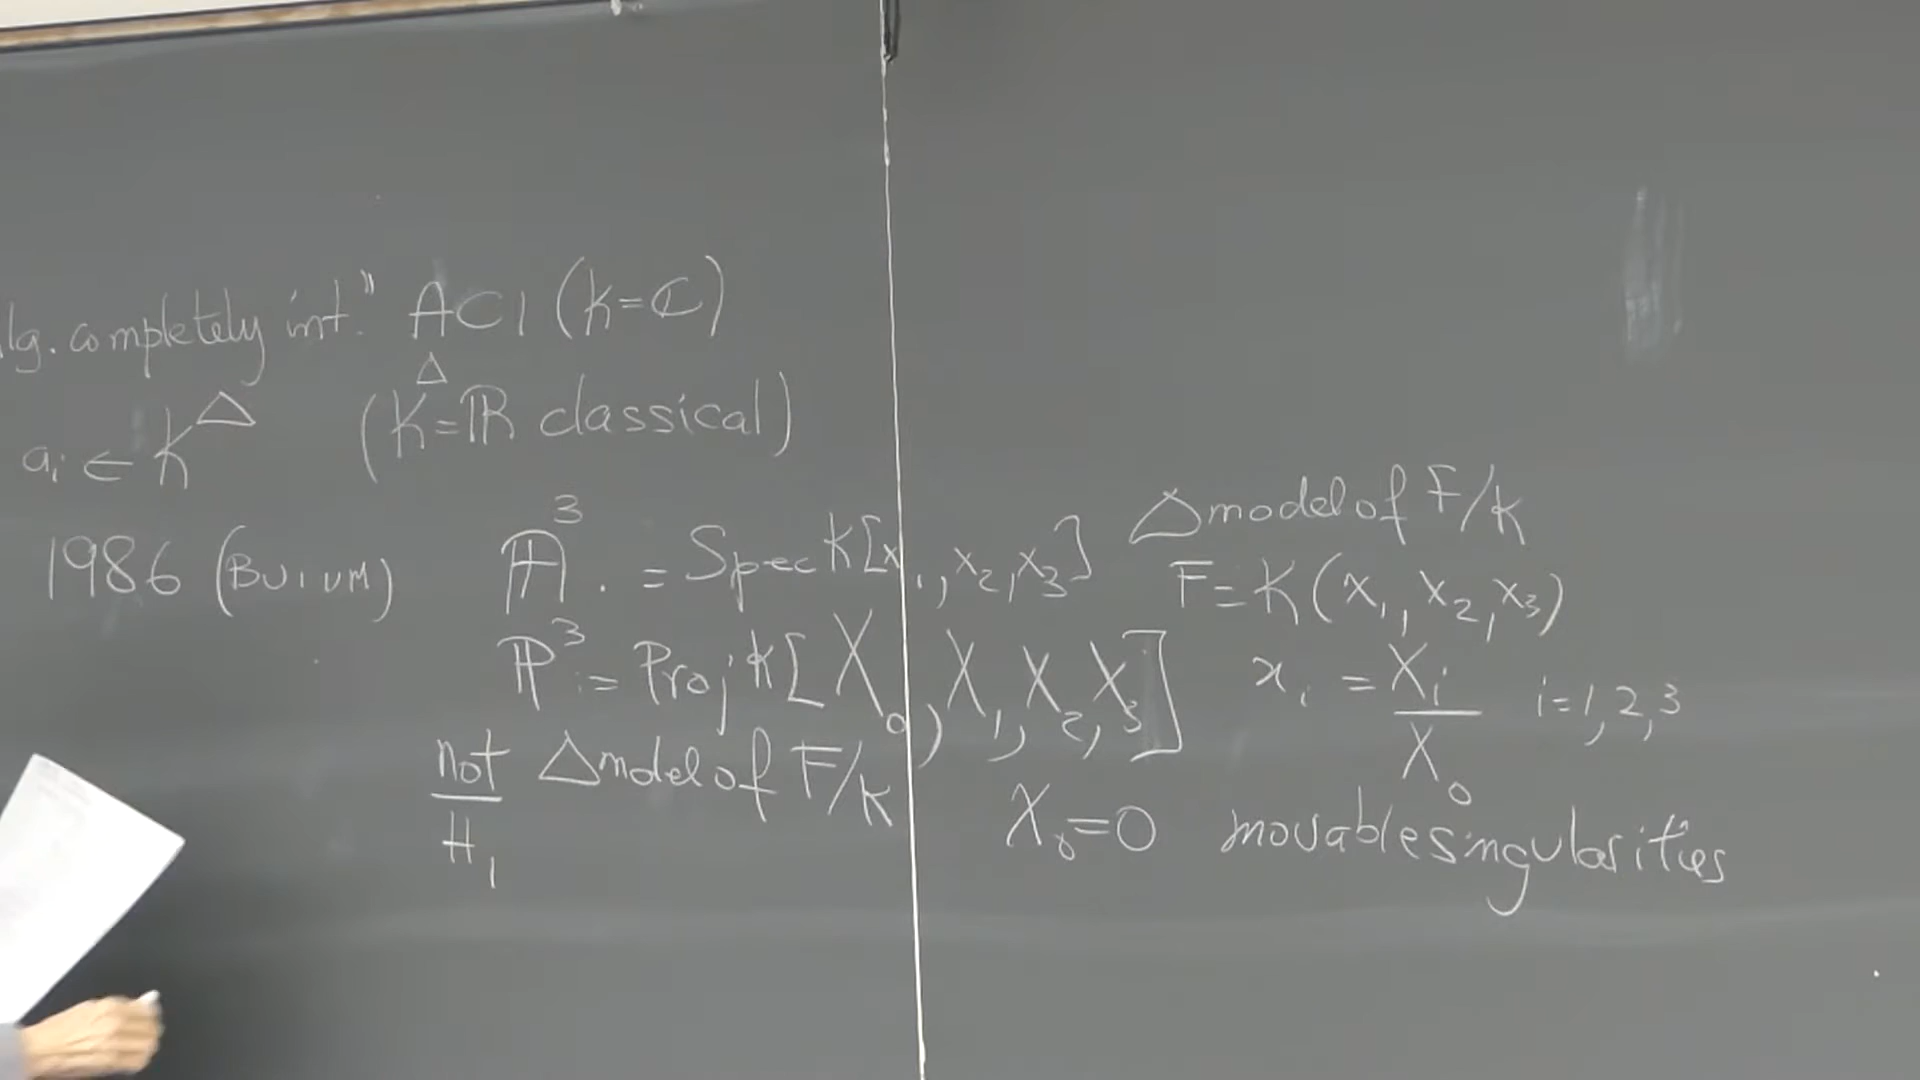 lg. completely int." ACI (k=ℂ)
aᵢ ∈ K^Δ (K^Δ=ℝ classical)
1986 (BUIUM) 𝔸³ := Spec K[x₁, x₂, x₃] Δ model of F/K
F = K(x₁, x₂, x₃)
ℙ³ := Proj K[X₀, X₁, X₂, X₃] xᵢ = Xᵢ/X₀ i=1,2,3
not Δ model of F/K X₀=0 movable singularities
H₁